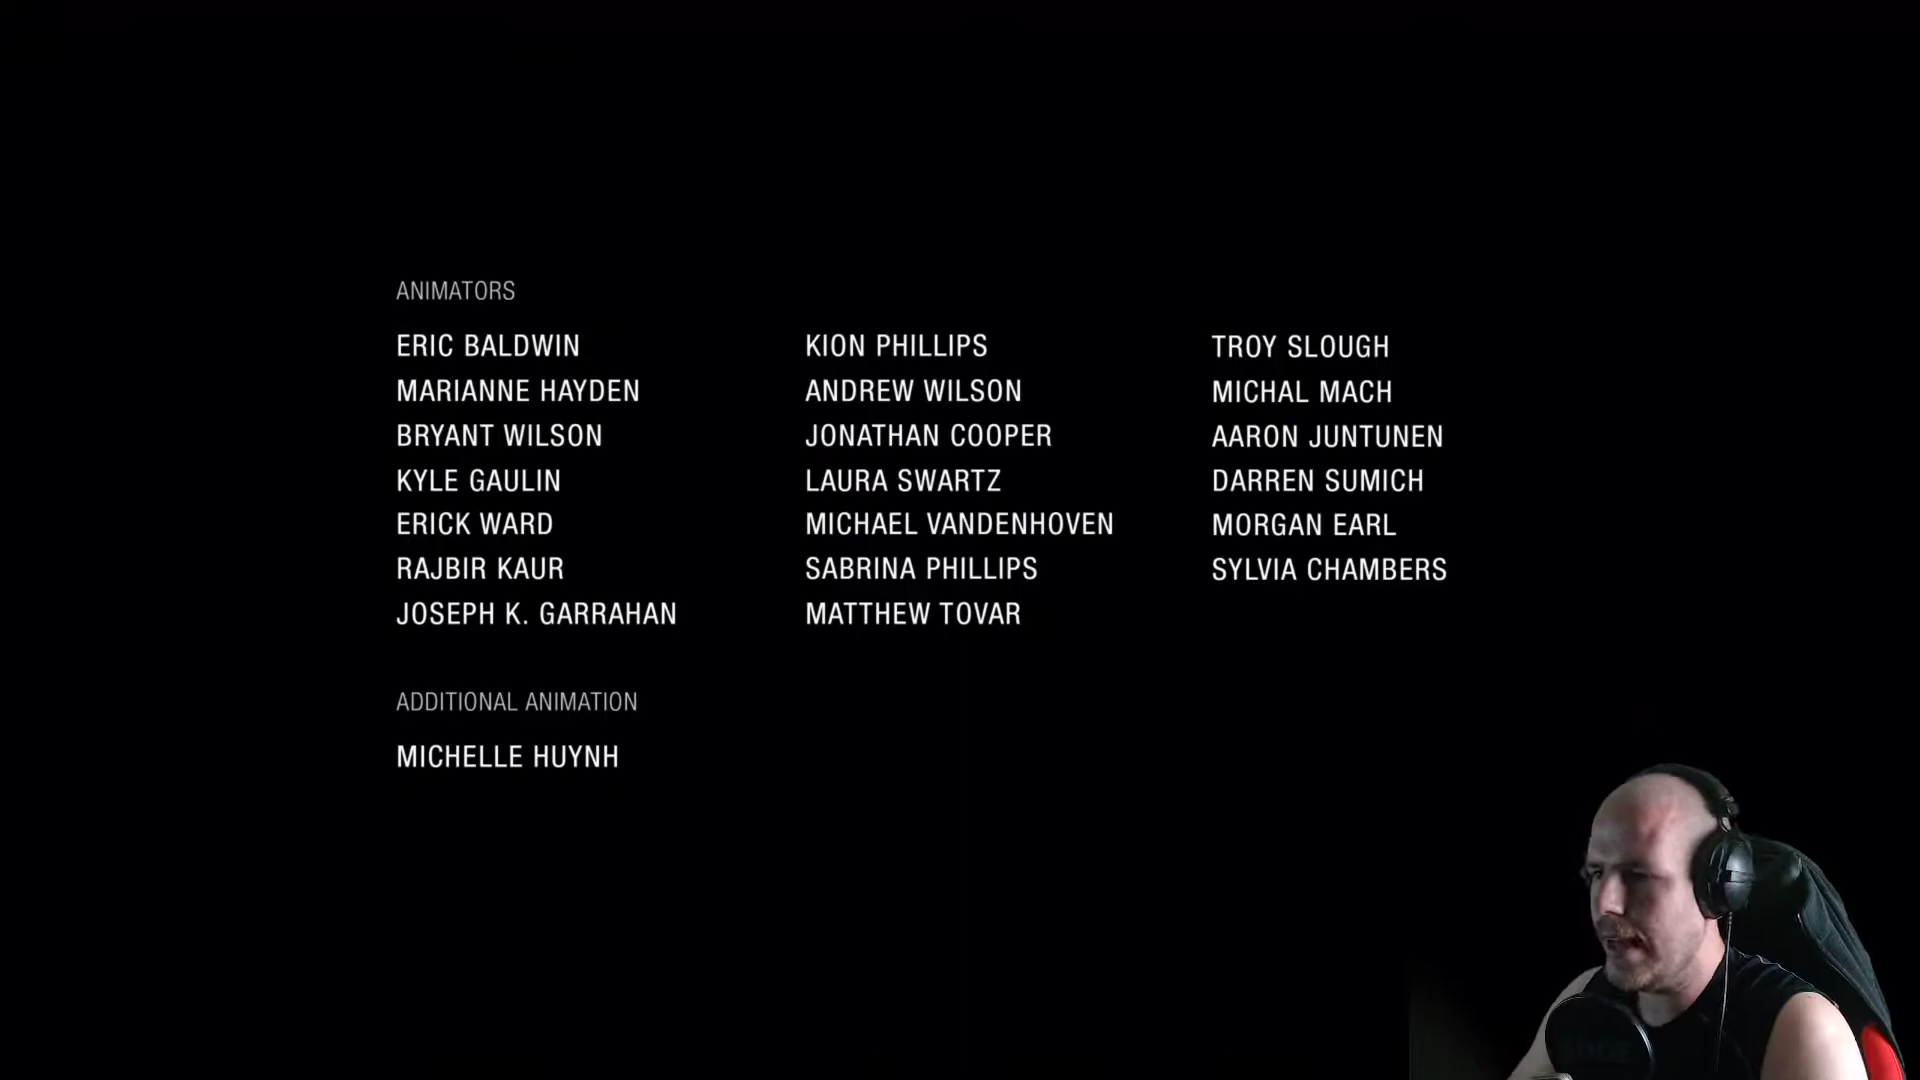 ANIMATORS
ERIC BALDWIN
MARIANNE HAYDEN
BRYANT WILSON
KYLE GAULIN
ERICK WARD
RAJBIR KAUR
JOSEPH K. GARRAHAN
KION PHILLIPS
ANDREW WILSON
JONATHAN COOPER
LAURA SWARTZ
MICHAEL VANDENHOVEN
SABRINA PHILLIPS
MATTHEW TOVAR
TROY SLOUGH
MICHAL MACH
AARON JUNTUNEN
DARREN SUMICH
MORGAN EARL
SYLVIA CHAMBERS
ADDITIONAL ANIMATION
MICHELLE HUYNH